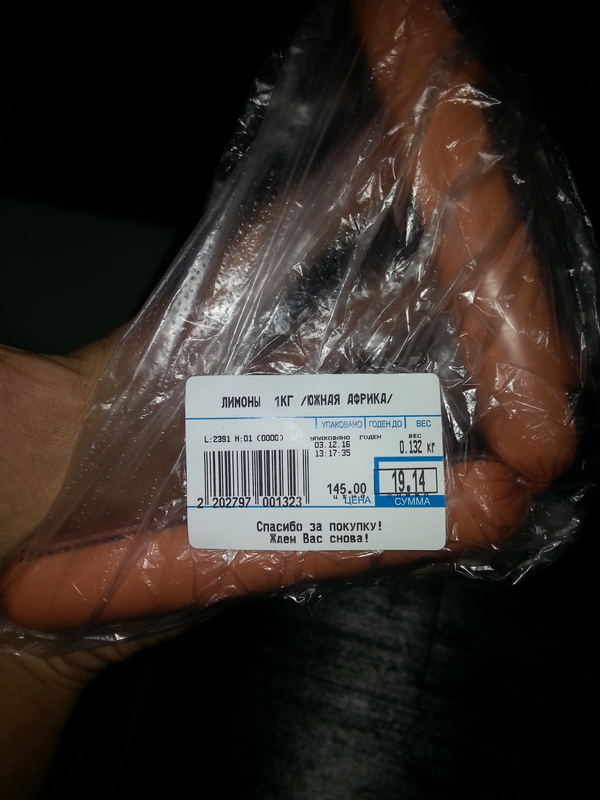 ЛИМОНЫ 1КГ /ЮЖНАЯ АФРИКА/
УПАКОВАНО ГОДЕН ДО ВЕС
L:2391 M:01 (0000) УПАКОВАНО ГОДЕН ВЕС
03.12.16 0.132 кг
13:17:35
145.00 19.14
ЦЕНА СУММА
2 202797 001323
Спасибо за покупку!
Ждем Вас снова!